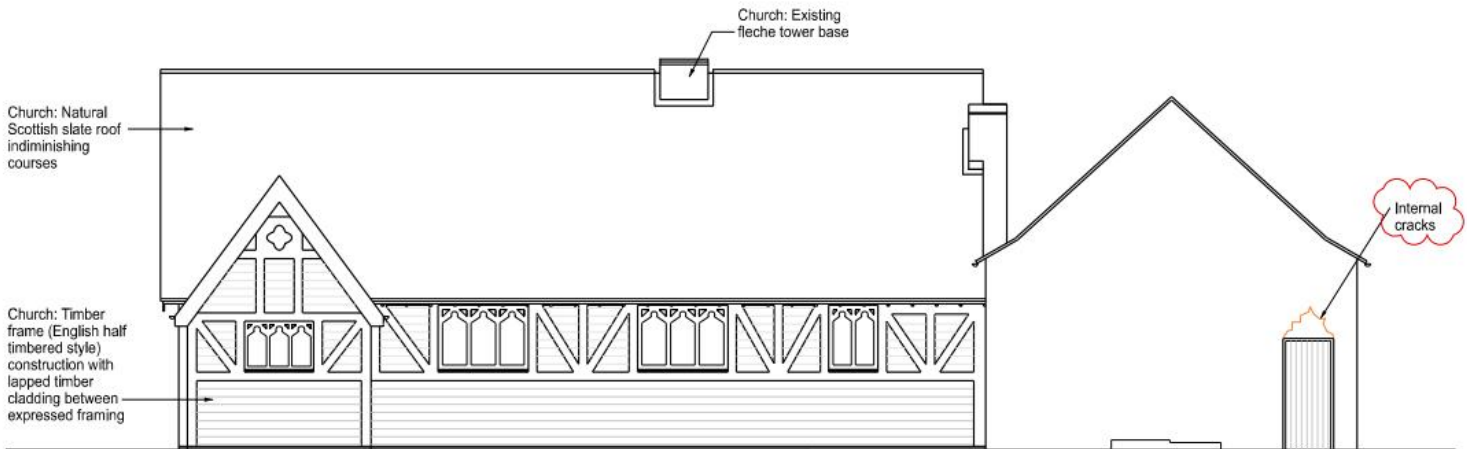 Church: Existing
fleche tower base
Church: Natural
Scottish slate roof
indiminishing
courses
Internal
cracks
Church: Timber
frame (English half
timbered style)
construction with
lapped timber
cladding between
expressed framing